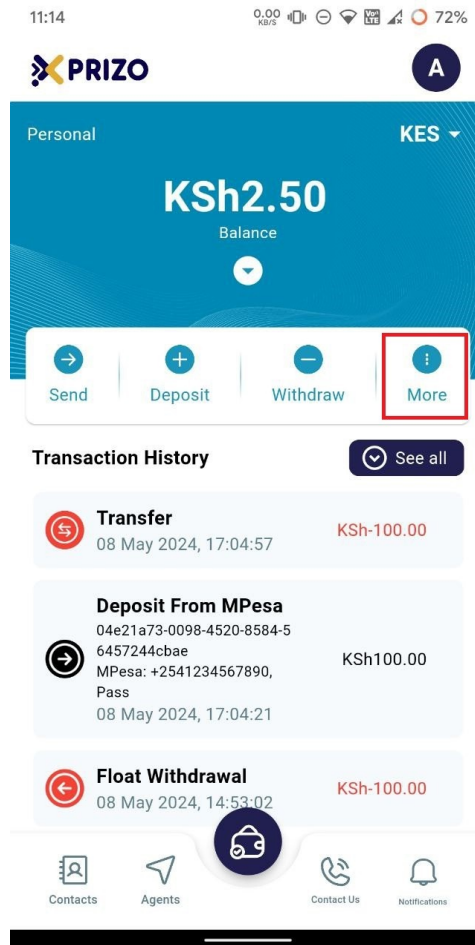 11:14 0.00 KB/S Vo)) LTE 72%
XPRIZO A
Personal KES
KSh2.50
Balance
Send Deposit Withdraw More
Transaction History See all
Transfer
08 May 2024, 17:04:57 KSh-100.00
Deposit From MPesa
04e21a73-0098-4520-8584-5
6457244cbae
MPesa: +2541234567890, KSh100.00
Pass
08 May 2024, 17:04:21
Float Withdrawal
08 May 2024, 14:53:02 KSh-100.00
Contacts Agents Contact Us Notifications